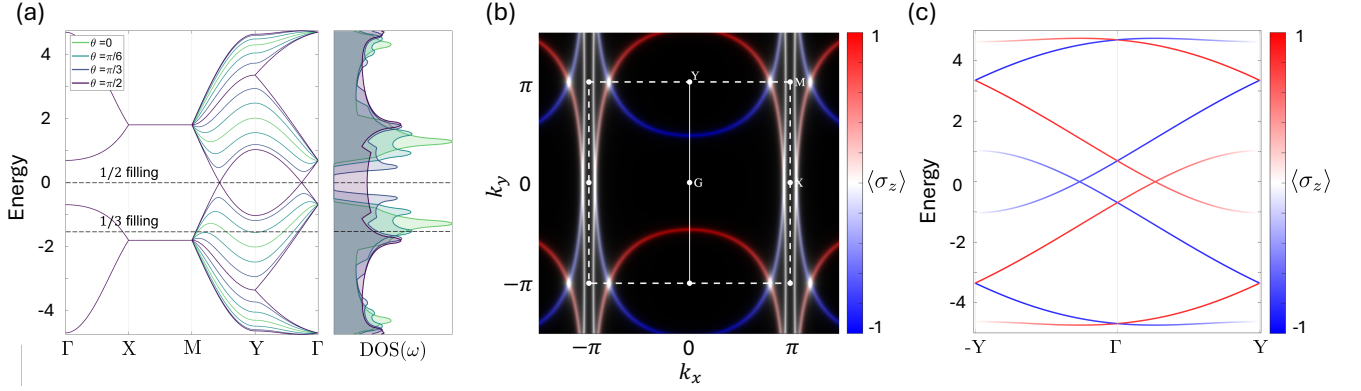 (a)
θ =0
θ =π/6
θ =π/3
θ =π/2
4
2
0
-2
-4
Energy
1/2 filling
1/3 filling
Γ X M Y Γ
DOS(ω)
(b)
π
0
−π
k_y
Y
M
G
X
−π 0 π
k_x
1
⟨σ_z⟩
-1
(c)
4
2
0
-2
-4
Energy
-Y Γ Y
1
⟨σ_z⟩
-1